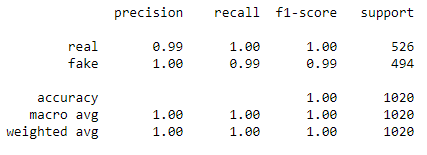 precision recall f1-score support
real 0.99 1.00 1.00 526
fake 1.00 0.99 0.99 494
accuracy 1.00 1020
macro avg 1.00 1.00 1.00 1020
weighted avg 1.00 1.00 1.00 1020